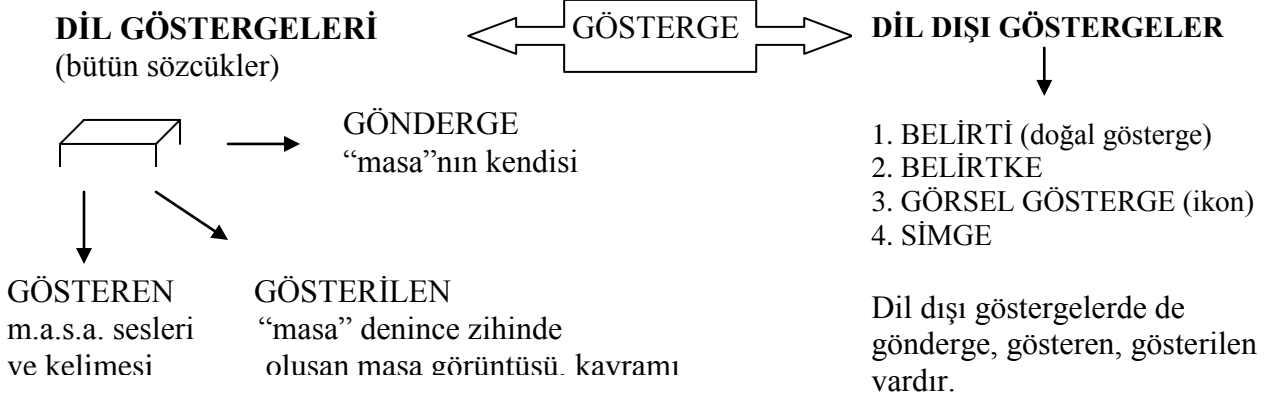 DİL GÖSTERGELERİ
(bütün sözcükler)
GÖSTERGE
DİL DIŞI GÖSTERGELER
GÖNDERGE
“masa”nın kendisi
GÖSTEREN
m.a.s.a. sesleri
ve kelimesi
GÖSTERİLEN
“masa” denince zihinde
oluşan masa görüntüsü, kavramı
1. BELİRTİ (doğal gösterge)
2. BELİRTKE
3. GÖRSEL GÖSTERGE (ikon)
4. SİMGE
Dil dışı göstergelerde de
gönderge, gösteren, gösterilen
vardır.